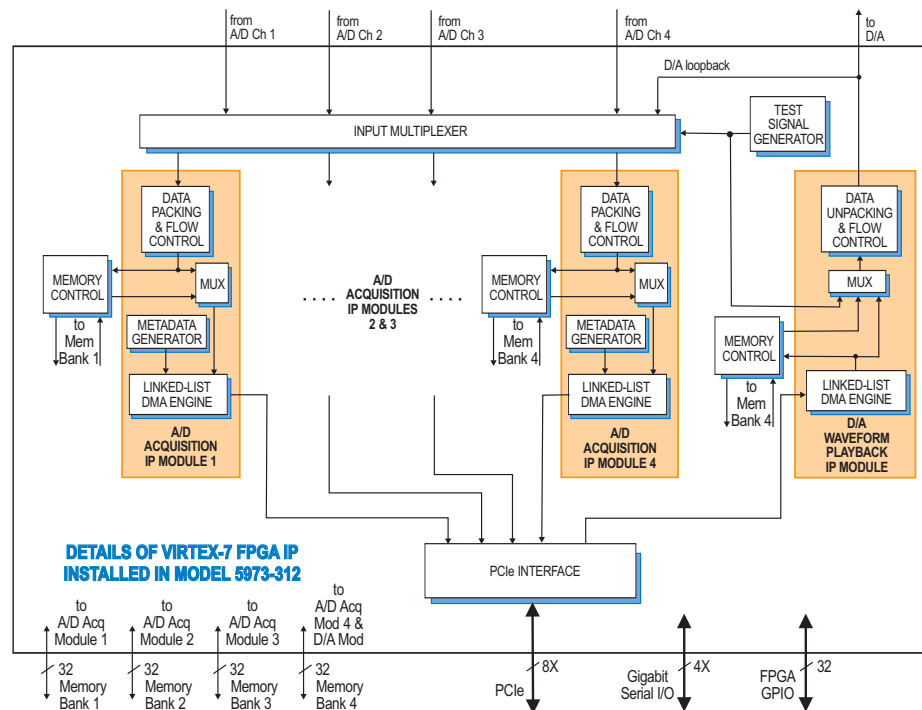 from
A/D Ch 1
from
A/D Ch 2
from
A/D Ch 3
from
A/D Ch 4
to
D/A
D/A loopback
INPUT MULTIPLEXER
TEST
SIGNAL
GENERATOR
DATA
PACKING
& FLOW
CONTROL
MEMORY
CONTROL
MUX
to
Mem
Bank 1
METADATA
GENERATOR
LINKED-LIST
DMA ENGINE
A/D
ACQUISITION
IP MODULE 1
. . . .
A/D
ACQUISITION
IP MODULES
2 & 3
. . . .
DATA
PACKING
& FLOW
CONTROL
MEMORY
CONTROL
MUX
to
Mem
Bank 4
METADATA
GENERATOR
LINKED-LIST
DMA ENGINE
A/D
ACQUISITION
IP MODULE 4
DATA
UNPACKING
& FLOW
CONTROL
MUX
MEMORY
CONTROL
to
Mem
Bank 4
LINKED-LIST
DMA ENGINE
D/A
WAVEFORM
PLAYBACK
IP MODULE
DETAILS OF VIRTEX-7 FPGA IP
INSTALLED IN MODEL 5973-312
PCIe INTERFACE
to
A/D Acq
Module 1
to
A/D Acq
Module 2
to
A/D Acq
Module 3
to
A/D Acq
Mod 4 &
D/A Mod
32
Memory
Bank 1
32
Memory
Bank 2
32
Memory
Bank 3
32
Memory
Bank 4
8X
PCIe
4X
Gigabit
Serial I/O
32
FPGA
GPIO